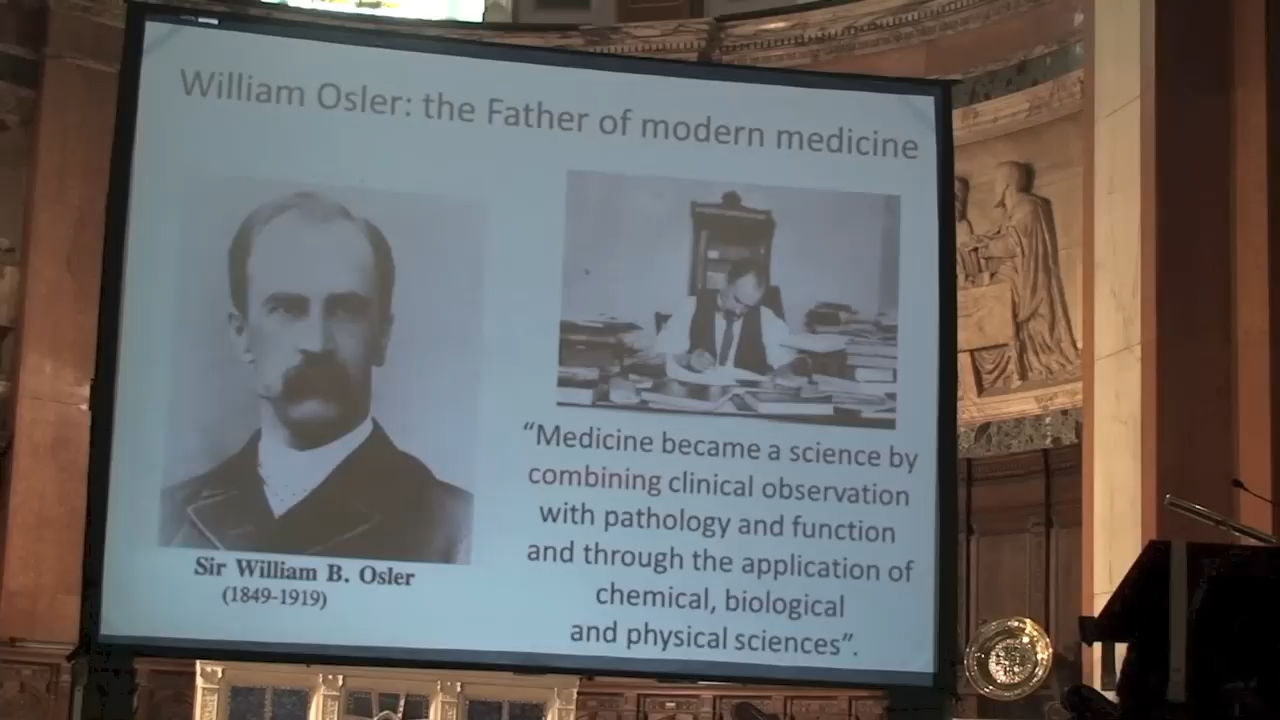 William Osler: the Father of modern medicine
Sir William B. Osler
(1849-1919)
“Medicine became a science by
combining clinical observation
with pathology and function
and through the application of
chemical, biological
and physical sciences”.